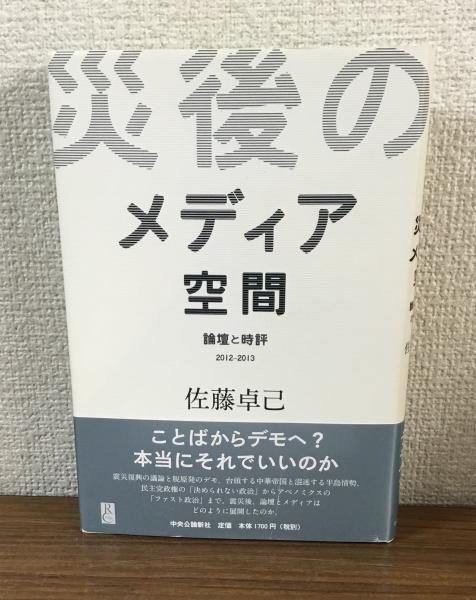 災後の
メディア
空間
論壇と時評
2012-2013
佐藤卓己
ことばからデモへ？
本当にそれでいいのか
震災復興の議論と脱原発のデモ、台頭する中華帝国と混迷する半島情勢。
民主党政権の「決められない政治」からアベノミクスの
「ファスト政治」まで、震災後、論壇とメディアは
どのように展開したのか。
中央公論新社 定価 本体1700円（税別）
R
C
災
メ